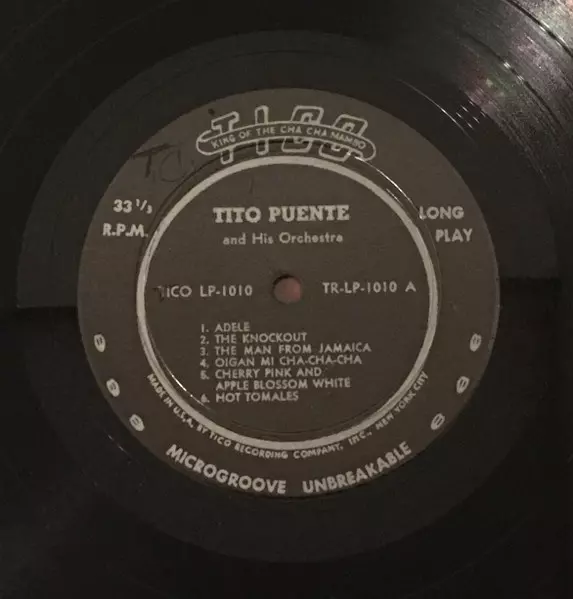 TICO
KING OF THE CHA CHA MAMBO
TC
33 1/3
R.P.M.
LONG
PLAY
TITO PUENTE
and His Orchestra
TICO LP-1010
TR-LP-1010 A
1. ADELE
2. THE KNOCKOUT
3. THE MAN FROM JAMAICA
4. OIGAN MI CHA-CHA-CHA
5. CHERRY PINK AND
APPLE BLOSSOM WHITE
6. HOT TOMALES
MADE IN U.S.A. BY TICO RECORDING COMPANY, INC., NEW YORK CITY
MICROGROOVE UNBREAKABLE